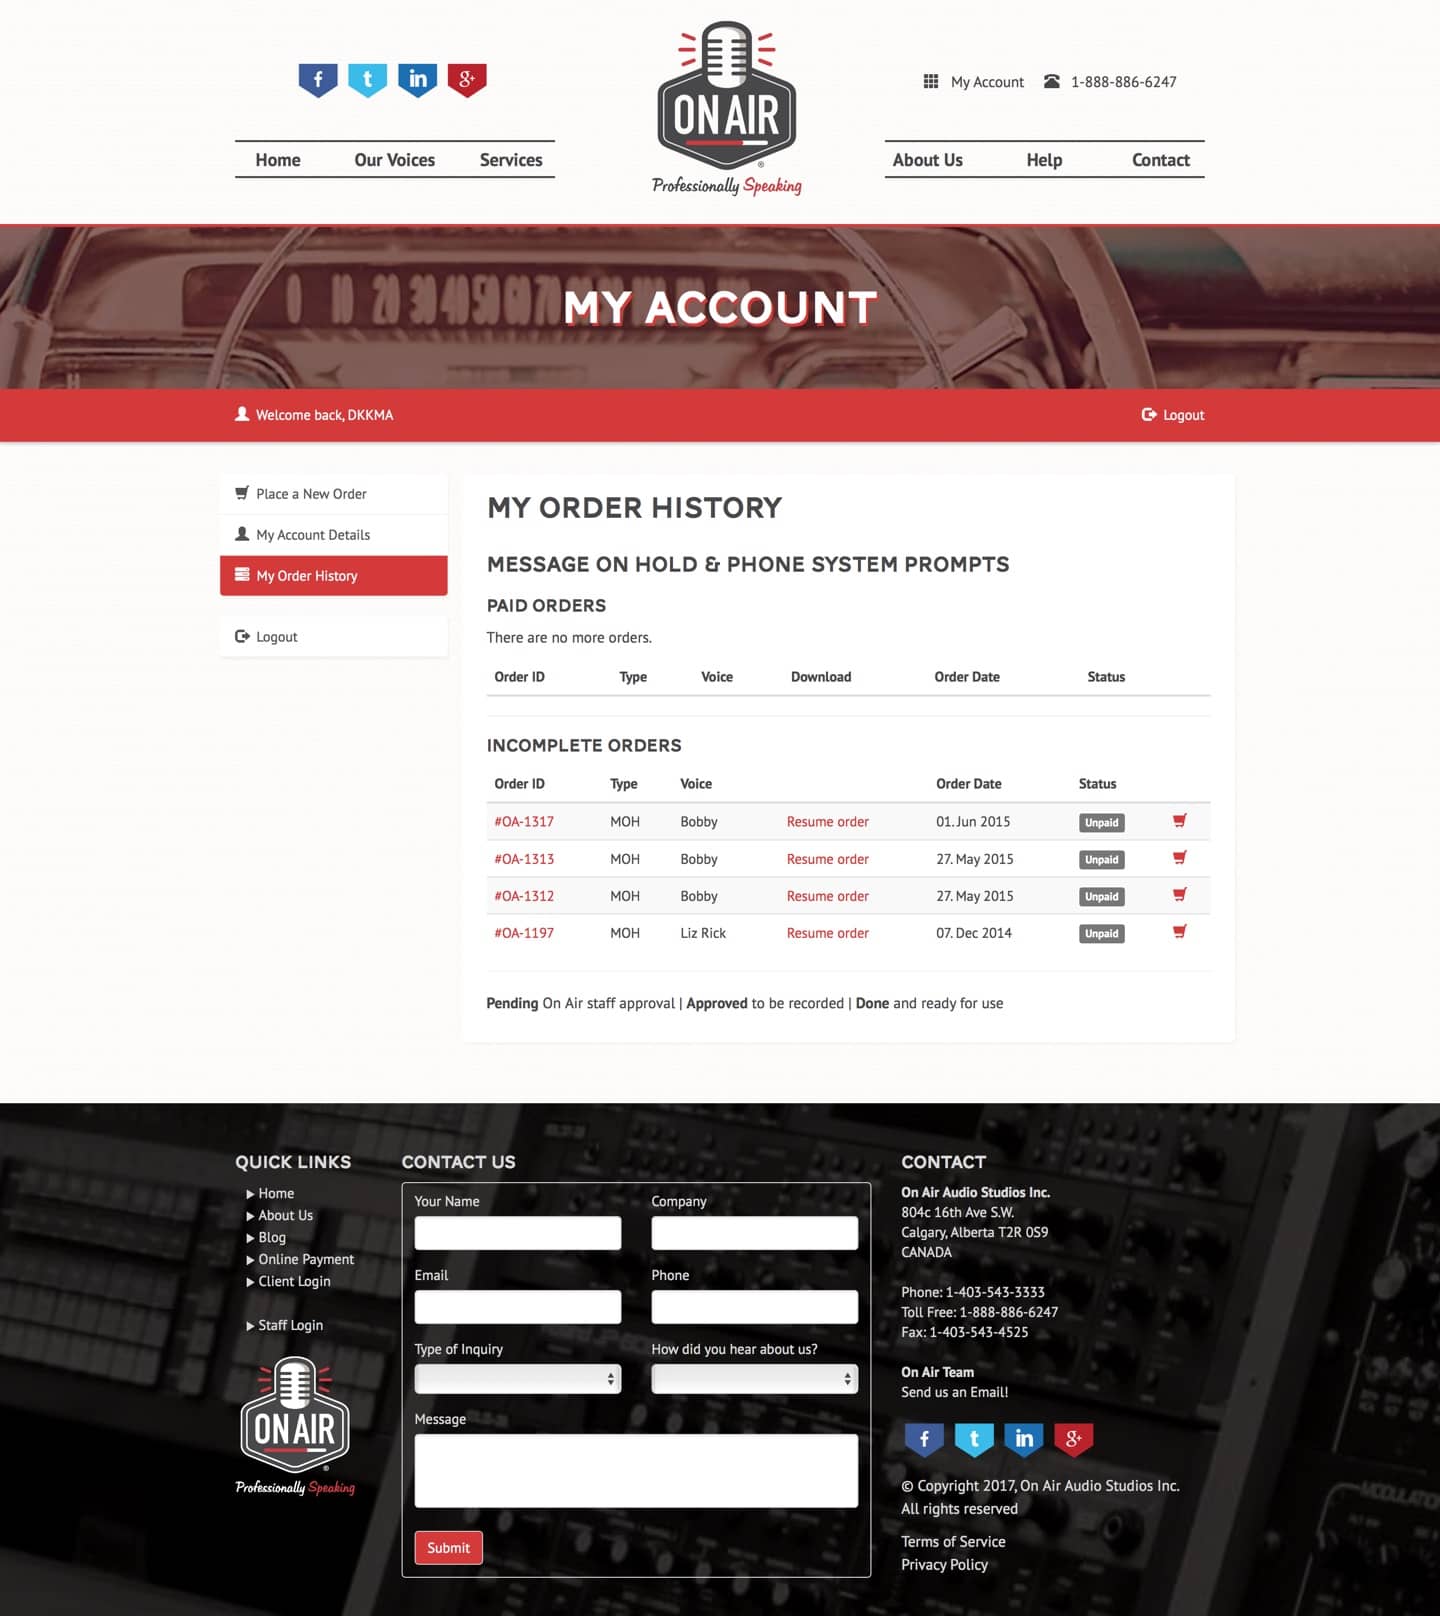 My Account 1-888-886-6247
ON AIR
®
Professionally Speaking
Home Our Voices Services
About Us Help Contact
0 10 20 30 40 50 70
MY ACCOUNT
Welcome back, DKKMA
Logout
Place a New Order
My Account Details
My Order History
Logout
MY ORDER HISTORY
MESSAGE ON HOLD & PHONE SYSTEM PROMPTS
PAID ORDERS
There are no more orders.
Order ID Type Voice Download Order Date Status
INCOMPLETE ORDERS
Order ID Type Voice Order Date Status
#OA-1317 MOH Bobby Resume order 01. Jun 2015 Unpaid
#OA-1313 MOH Bobby Resume order 27. May 2015 Unpaid
#OA-1312 MOH Bobby Resume order 27. May 2015 Unpaid
#OA-1197 MOH Liz Rick Resume order 07. Dec 2014 Unpaid
Pending On Air staff approval | Approved to be recorded | Done and ready for use
QUICK LINKS
Home
About Us
Blog
Online Payment
Client Login
Staff Login
ON AIR
®
Professionally Speaking
CONTACT US
Your Name Company
Email Phone
Type of Inquiry How did you hear about us?
Message
Submit
CONTACT
On Air Audio Studios Inc.
804c 16th Ave S.W.
Calgary, Alberta T2R 0S9
CANADA
Phone: 1-403-543-3333
Toll Free: 1-888-886-6247
Fax: 1-403-543-4525
On Air Team
Send us an Email!
© Copyright 2017, On Air Audio Studios Inc.
All rights reserved
Terms of Service
Privacy Policy